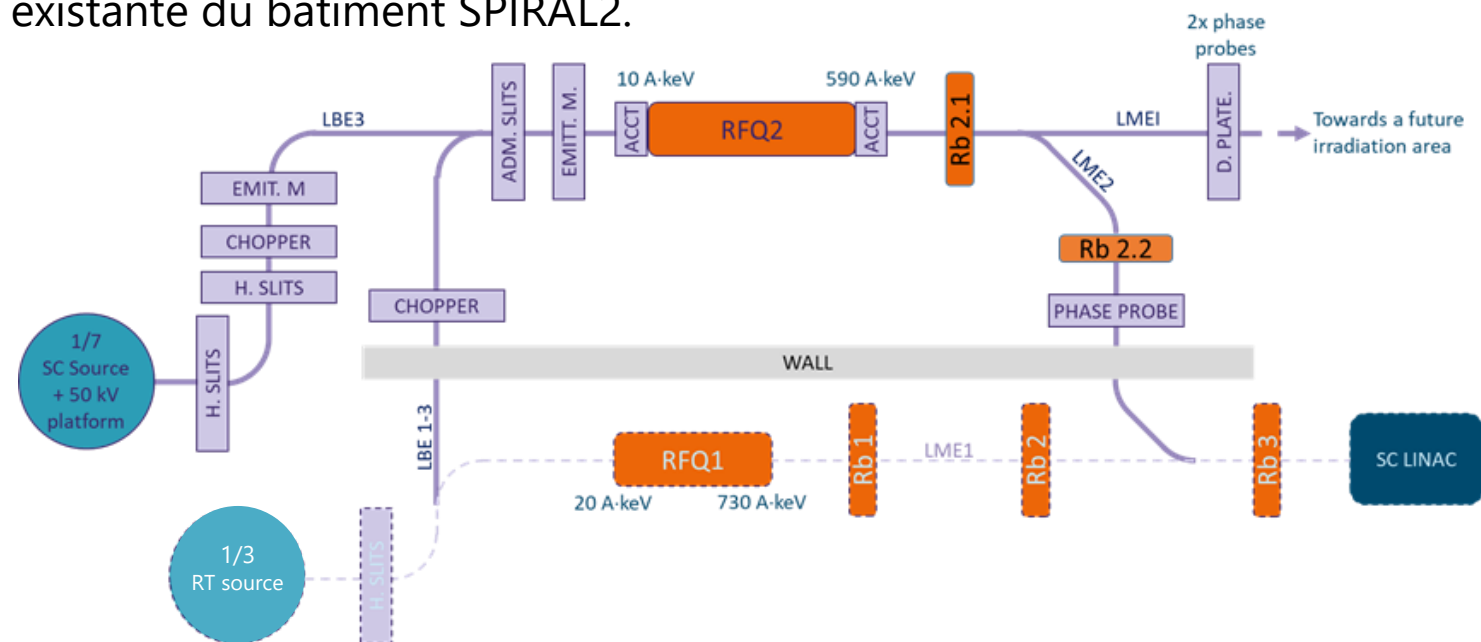 existante du bâtiment SPIRAL2.
2x phase
probes
10 A·keV
590 A·keV
LBE3
ADM. SLITS
EMITT. M.
ACCT
RFQ2
ACCT
Rb 2.1
LMEI
D. PLATE.
Towards a future
irradiation area
LME2
EMIT. M
CHOPPER
H. SLITS
Rb 2.2
CHOPPER
PHASE PROBE
1/7
SC Source
+ 50 kV
platform
H. SLITS
WALL
LBE 1-3
RFQ1
20 A·keV
730 A·keV
Rb 1
LME1
Rb 2
Rb 3
SC LINAC
1/3
RT source
H. SLITS